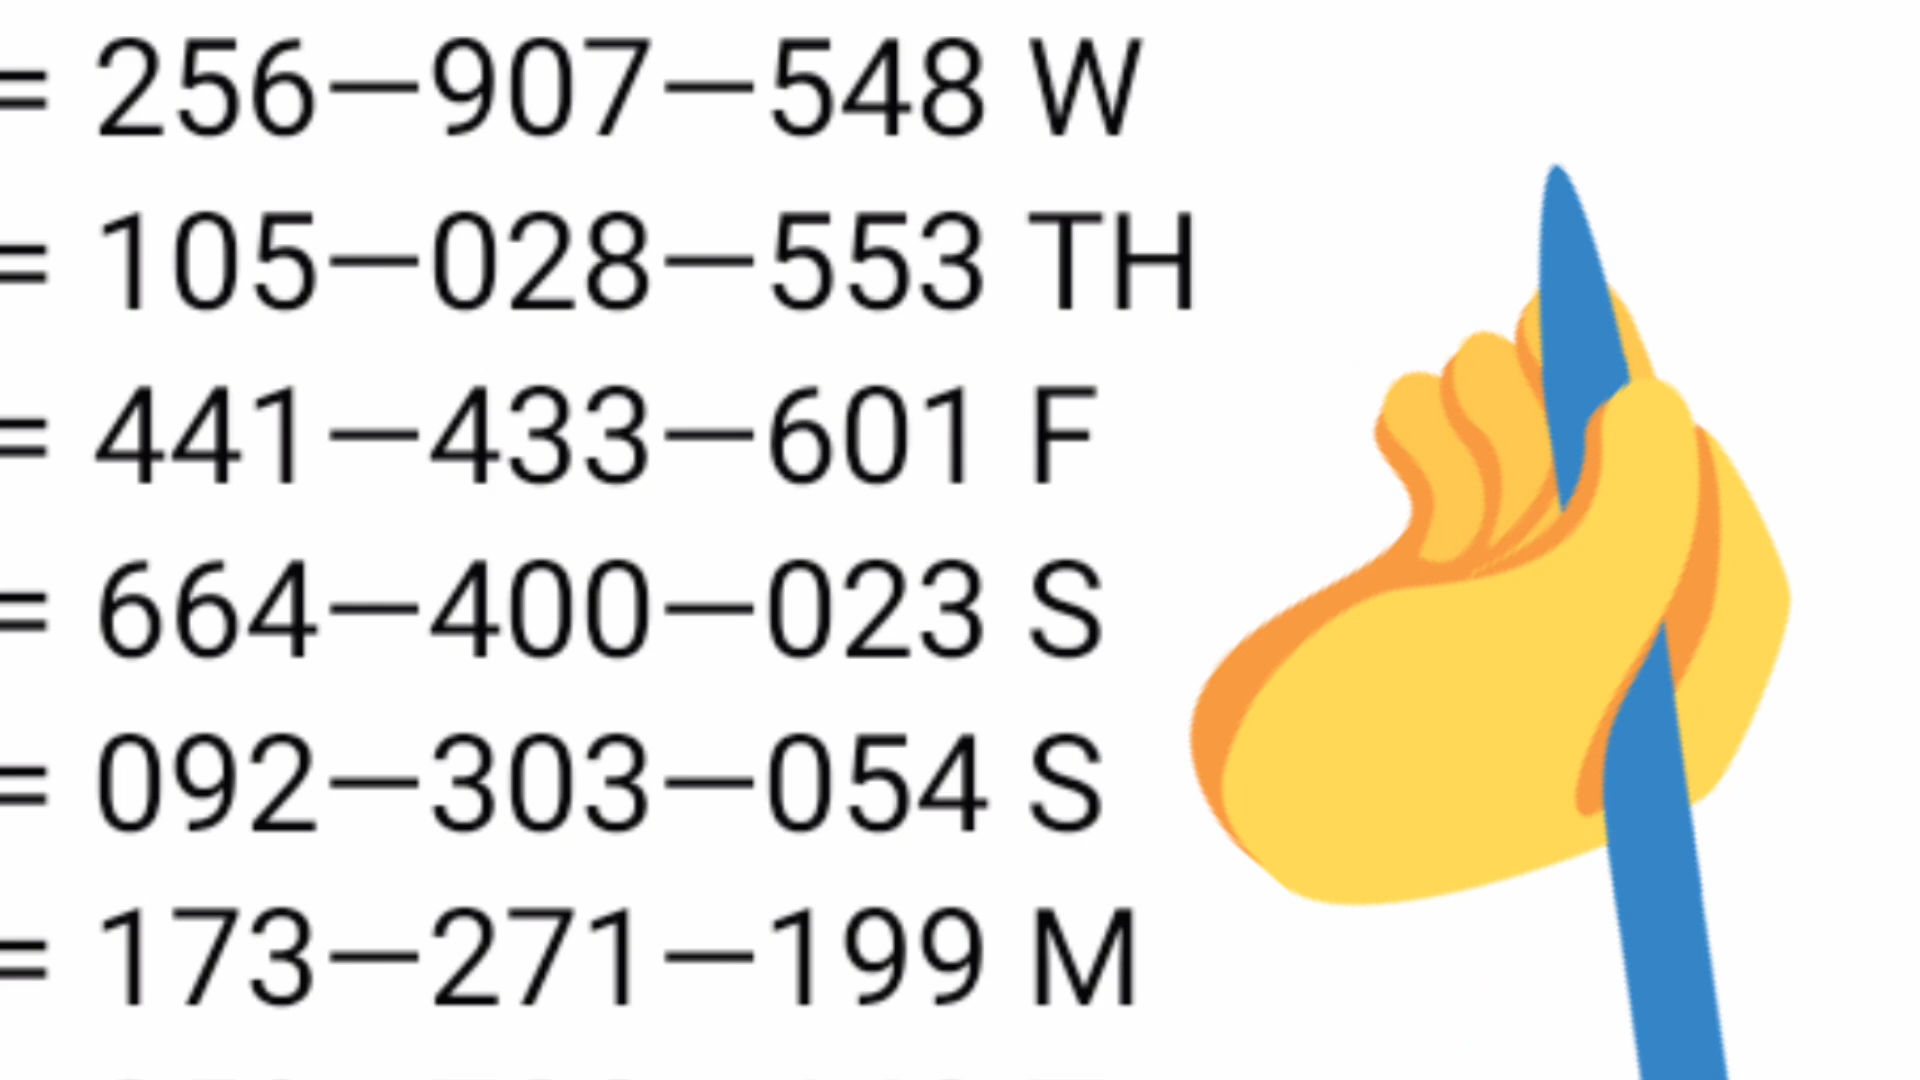 = 256—907—548 W
= 105—028—553 TH
= 441—433—601 F
= 664—400—023 S
= 092—303—054 S
= 173—271—199 M